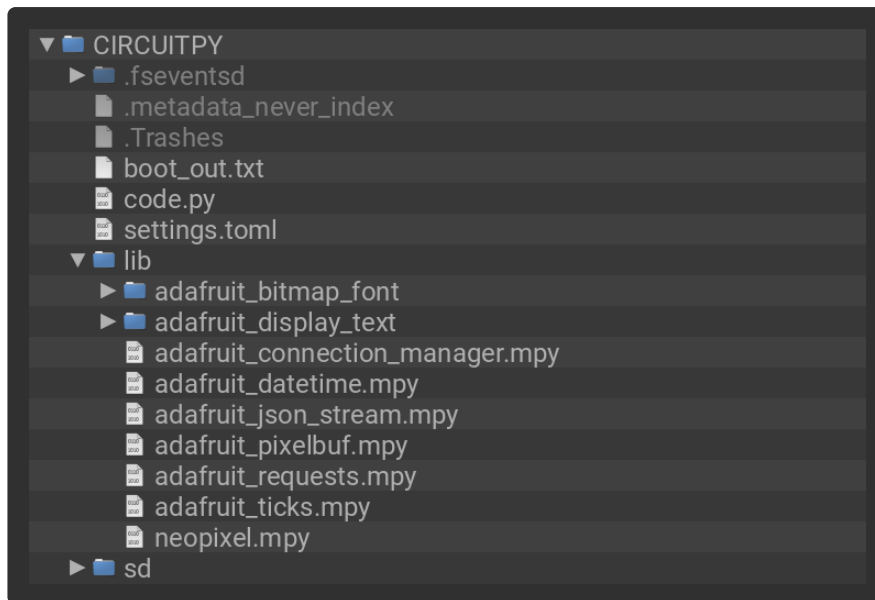 CIRCUITPY
.fseventsd
.metadata_never_index
.Trashes
boot_out.txt
code.py
settings.toml
lib
adafruit_bitmap_font
adafruit_display_text
adafruit_connection_manager.mpy
adafruit_datetime.mpy
adafruit_json_stream.mpy
adafruit_pixelbuf.mpy
adafruit_requests.mpy
adafruit_ticks.mpy
neopixel.mpy
sd